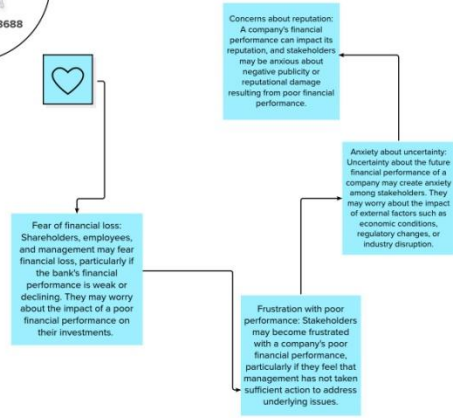 3688
Concerns about reputation:
A company's financial
performance can impact its
reputation, and stakeholders
may be anxious about
negative publicity or
reputational damage
resulting from poor financial
performance.
Anxiety about uncertainty:
Uncertainty about the future
financial performance of a
company may create anxiety
among stakeholders. They
may worry about the impact
of external factors such as
economic conditions,
regulatory changes, or
industry disruption.
Fear of financial loss:
Shareholders, employees,
and management may fear
financial loss, particularly if
the bank's financial
performance is weak or
declining. They may worry
about the impact of a poor
financial performance on
their investments.
Frustration with poor
performance: Stakeholders
may become frustrated
with a company's poor
financial performance,
particularly if they feel that
management has not taken
sufficient action to address
underlying issues.